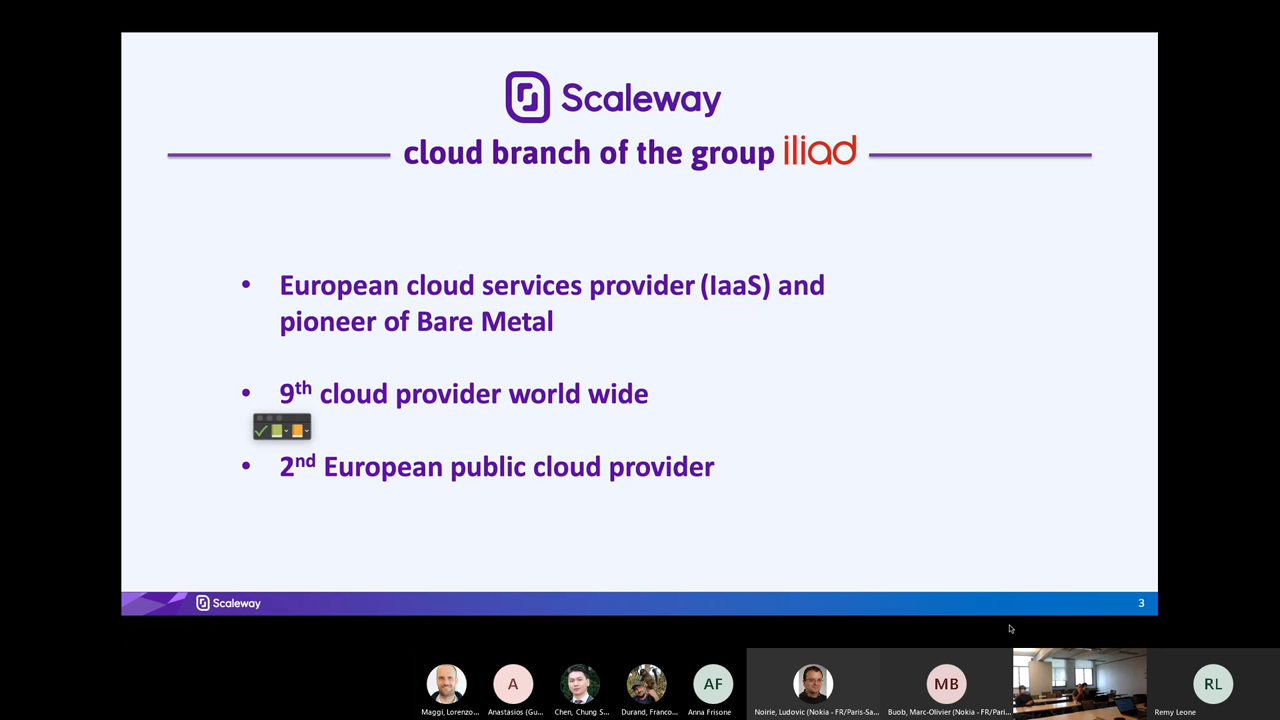 Scaleway
cloud branch of the group iliad
• European cloud services provider (IaaS) and
pioneer of Bare Metal
• 9th cloud provider world wide
• 2nd European public cloud provider
Scaleway
3
A
AF
MB
RL
Maggi, Lorenzo...
Anastasios (Gu...
Chen, Chung S...
Durand, Franco...
Anna Frisone
Noirie, Ludovic (Nokia - FR/Paris-Sa...
Buob, Marc-Olivier (Nokia - FR/Pari...
Remy Leone